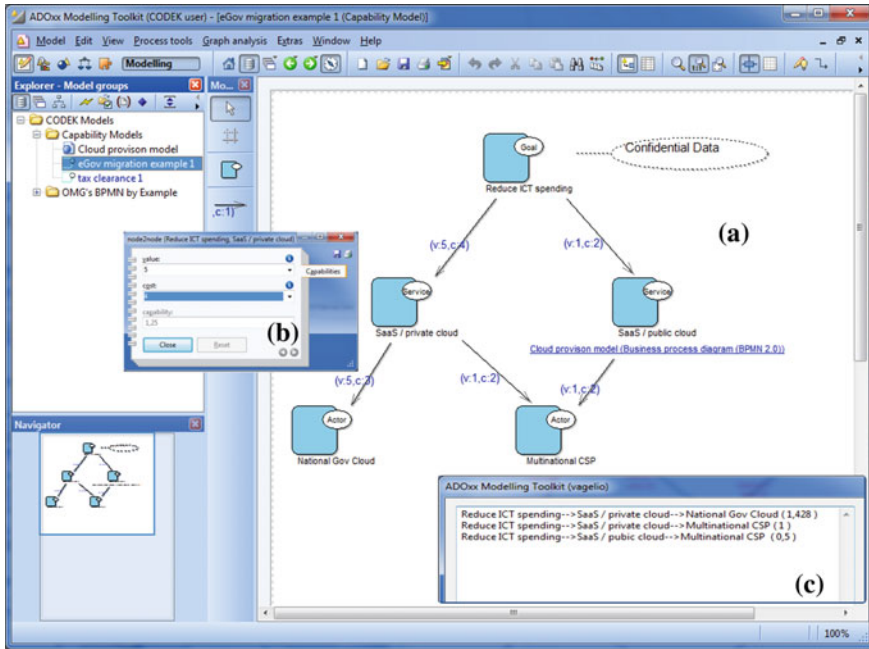 ADOxx Modelling Toolkit (CODEK user) - [eGov migration example 1 (Capability Model)]
Model Edit View Process tools Graph analysis Extras Window Help
Modelling
Explorer - Model groups
Mo...
CODEK Models
Capability Models
Cloud provison model
eGov migration example 1
tax clearance 1
OMG's BPMN by Example
,c:1)
Goal
Reduce ICT spending
Confidential Data
(a)
(v:5,c:4)
(v:1,c:2)
node2node (Reduce ICT spending, SaaS / private cloud)
value:
5
Capabilities
cost:
4
capability:
1,25
Close
Reset
(b)
Service
SaaS / private cloud
Service
SaaS / public cloud
Cloud provison model (Business process diagram (BPMN 2.0))
(v:5,c:3)
(v:1,c:2)
(v:1,c:2)
Actor
National Gov Cloud
Actor
Multinational CSP
Navigator
ADOxx Modelling Toolkit (vagelio)
Reduce ICT spending-->SaaS / private cloud-->National Gov Cloud ( 1,428 )
Reduce ICT spending-->SaaS / private cloud-->Multinational CSP ( 1 )
Reduce ICT spending-->SaaS / pubic cloud-->Multinational CSP ( 0,5 )
(c)
100%